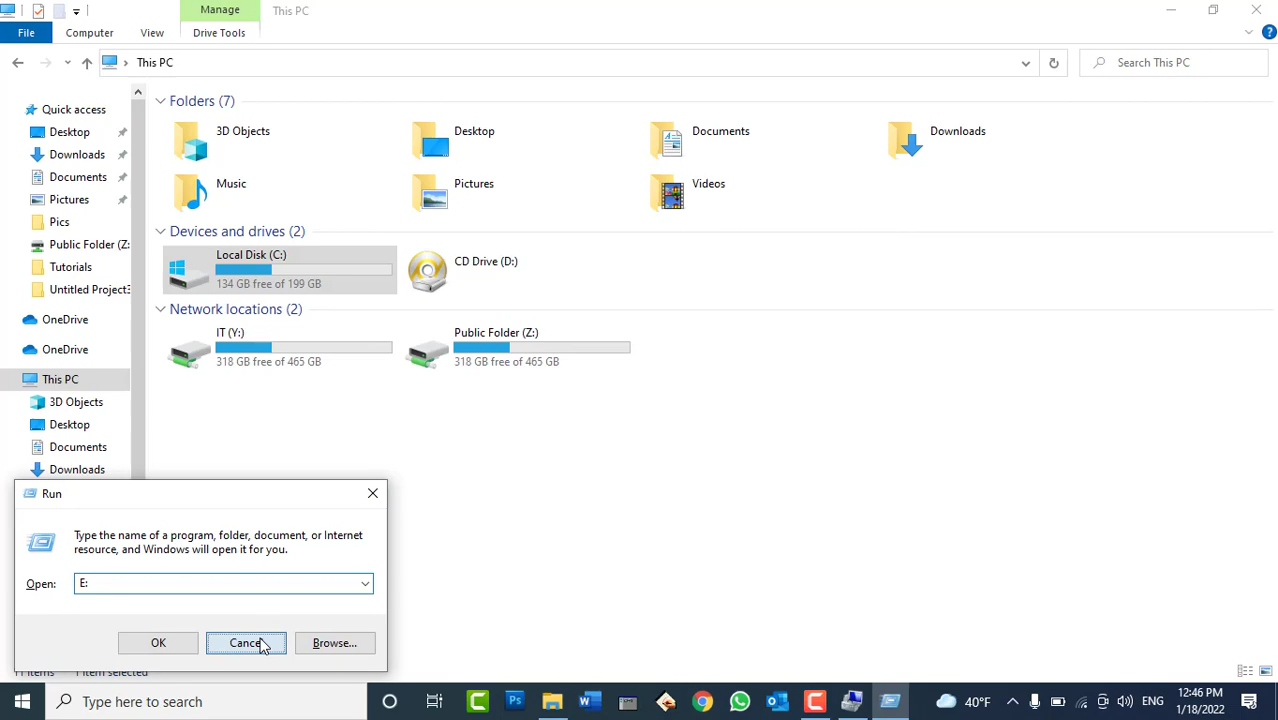 Manage
This PC
File
Computer
View
Drive Tools
This PC
Search This PC
Quick access
Desktop
Downloads
Documents
Pictures
Pics
Public Folder (Z:
Tutorials
Untitled Project3
OneDrive
OneDrive
This PC
3D Objects
Desktop
Documents
Downloads
Folders (7)
3D Objects
Desktop
Documents
Downloads
Music
Pictures
Videos
Devices and drives (2)
Local Disk (C:)
134 GB free of 199 GB
CD Drive (D:)
Network locations (2)
IT (Y:)
318 GB free of 465 GB
Public Folder (Z:)
318 GB free of 465 GB
Run
Type the name of a program, folder, document, or Internet
resource, and Windows will open it for you.
Open:
E:
OK
Cance
Browse...
1 item selected
Type here to search
40°F
ENG
12:46 PM
1/18/2022